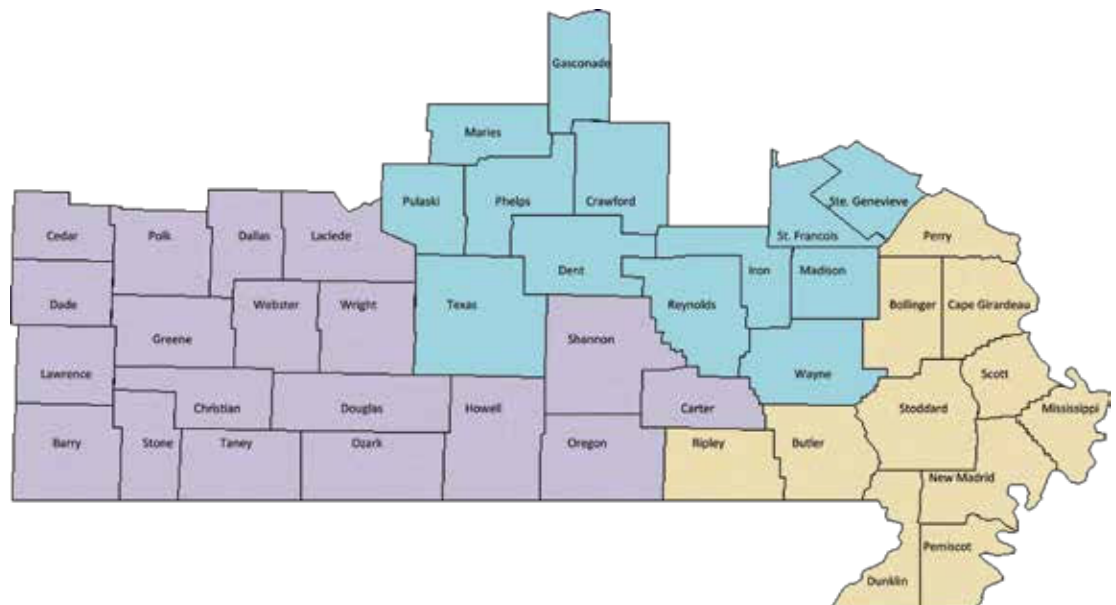 Gasconade
Maries
Pulaski
Phelps
Crawford
Ste. Genevieve
Cedar
Polk
Dallas
Laclede
St. Francois
Perry
Dent
Iron
Madison
Dade
Webster
Wright
Texas
Reynolds
Bollinger
Cape Girardeau
Greene
Shannon
Lawrence
Wayne
Scott
Christian
Douglas
Howell
Carter
Stoddard
Mississippi
Barry
Stone
Taney
Ozark
Oregon
Ripley
Butler
New Madrid
Pemiscot
Dunklin